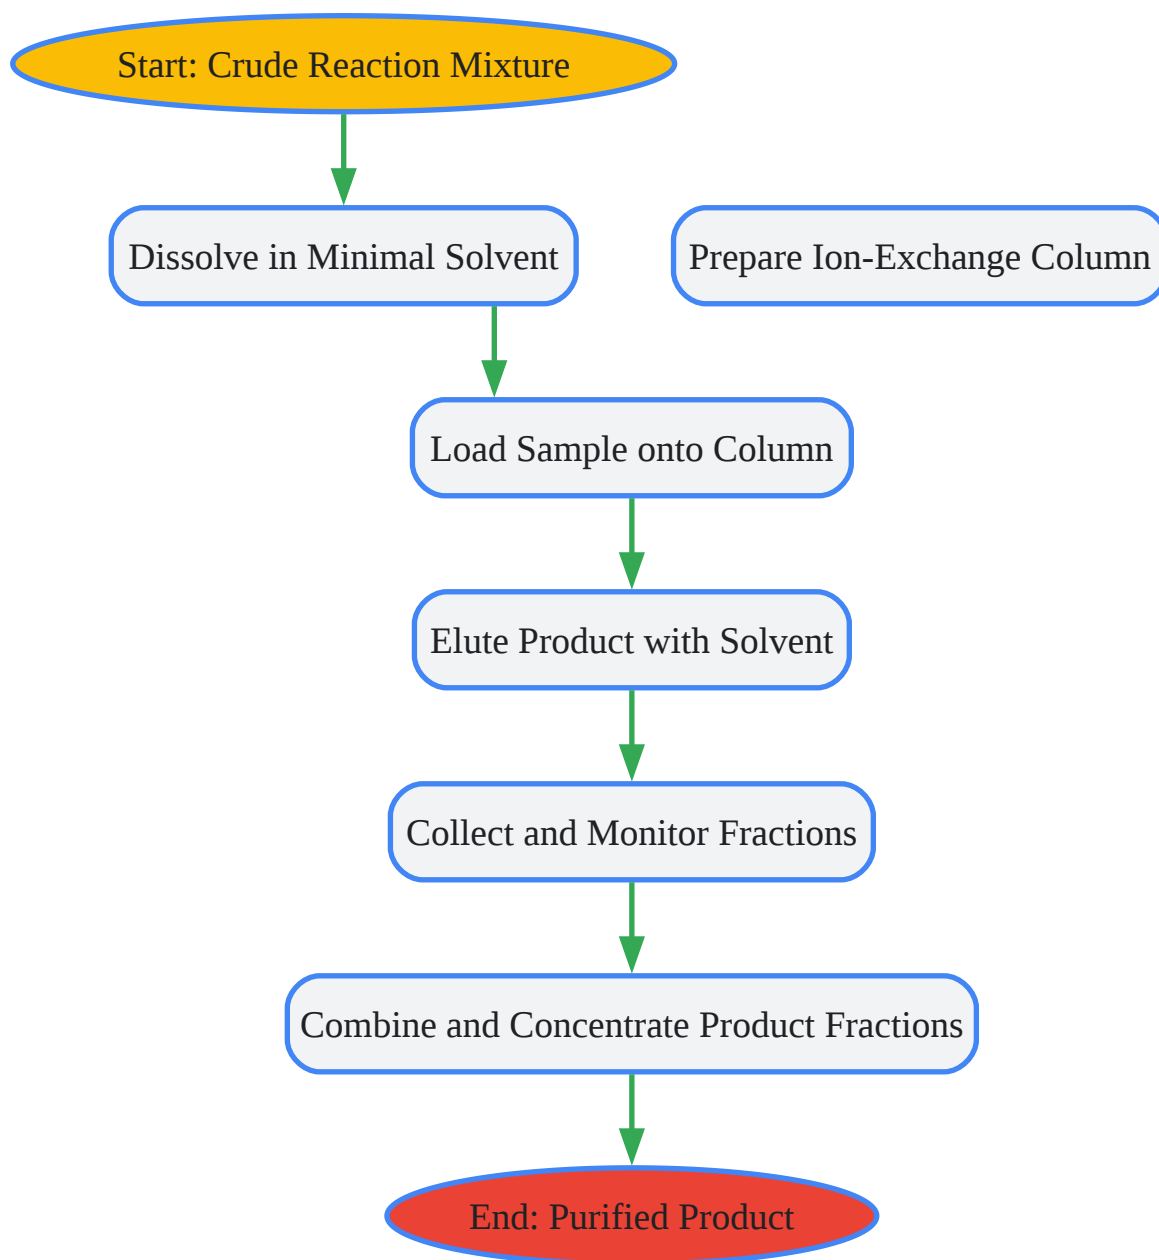 Start: Crude Reaction Mixture
Dissolve in Minimal Solvent
Prepare Ion-Exchange Column
Load Sample onto Column
Elute Product with Solvent
Collect and Monitor Fractions
Combine and Concentrate Product Fractions
End: Purified Product